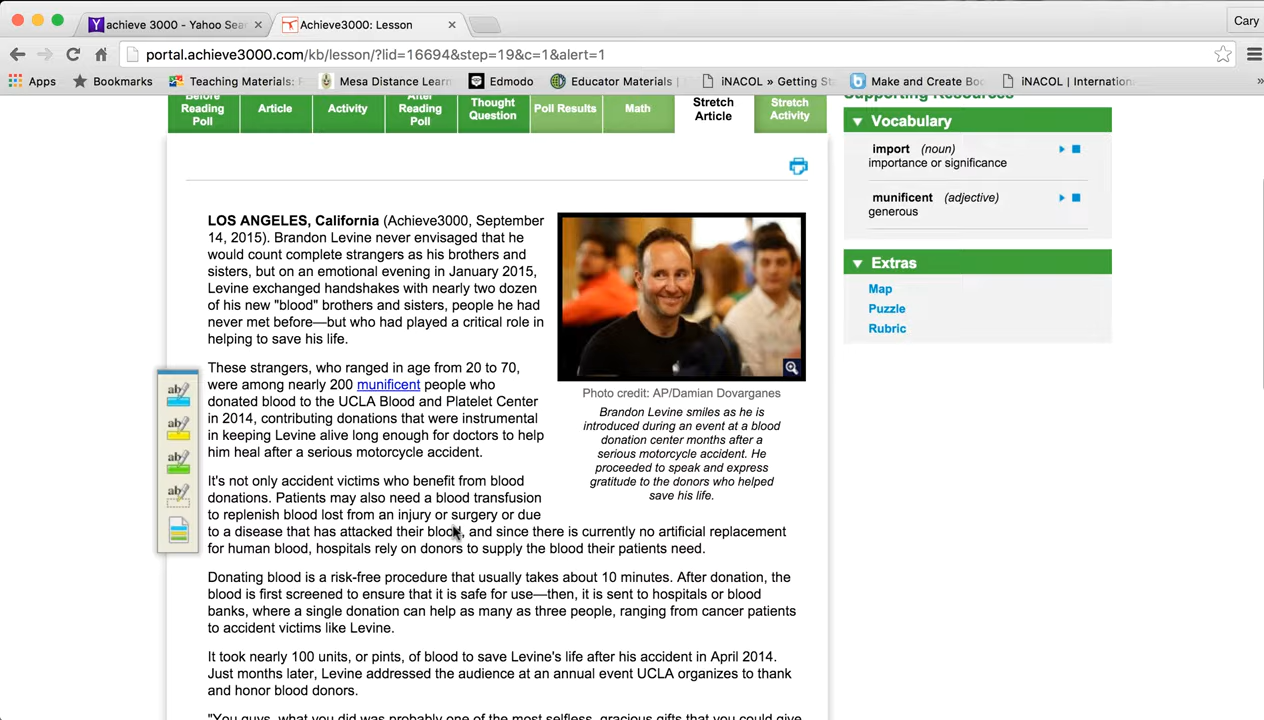 achieve 3000 - Yahoo Sea
Achieve3000: Lesson
Cary
portal.achieve3000.com/kb/lesson/?lid=16694&step=19&c=1&alert=1
Apps
Bookmarks
Teaching Materials:
Mesa Distance Learn
Edmodo
Educator Materials |
iNACOL » Getting St
Make and Create Bo
iNACOL | Internation
»
Before Reading Poll
Article
Activity
After Reading Poll
Thought Question
Poll Results
Math
Stretch Article
Stretch Activity
LOS ANGELES, California (Achieve3000, September
14, 2015). Brandon Levine never envisaged that he
would count complete strangers as his brothers and
sisters, but on an emotional evening in January 2015,
Levine exchanged handshakes with nearly two dozen
of his new "blood" brothers and sisters, people he had
never met before—but who had played a critical role in
helping to save his life.
These strangers, who ranged in age from 20 to 70,
were among nearly 200 munificent people who
donated blood to the UCLA Blood and Platelet Center
in 2014, contributing donations that were instrumental
in keeping Levine alive long enough for doctors to help
him heal after a serious motorcycle accident.
Photo credit: AP/Damian Dovarganes
Brandon Levine smiles as he is
introduced during an event at a blood
donation center months after a
serious motorcycle accident. He
proceeded to speak and express
gratitude to the donors who helped
save his life.
It's not only accident victims who benefit from blood
donations. Patients may also need a blood transfusion
to replenish blood lost from an injury or surgery or due
to a disease that has attacked their blood, and since there is currently no artificial replacement
for human blood, hospitals rely on donors to supply the blood their patients need.
Donating blood is a risk-free procedure that usually takes about 10 minutes. After donation, the
blood is first screened to ensure that it is safe for use—then, it is sent to hospitals or blood
banks, where a single donation can help as many as three people, ranging from cancer patients
to accident victims like Levine.
It took nearly 100 units, or pints, of blood to save Levine's life after his accident in April 2014.
Just months later, Levine addressed the audience at an annual event UCLA organizes to thank
and honor blood donors.
"You guys, what you did was probably one of the most selfless, gracious gifts that you could give
Supporting Resources
Vocabulary
import (noun)
importance or significance
munificent (adjective)
generous
Extras
Map
Puzzle
Rubric
ab
ab
ab
ab